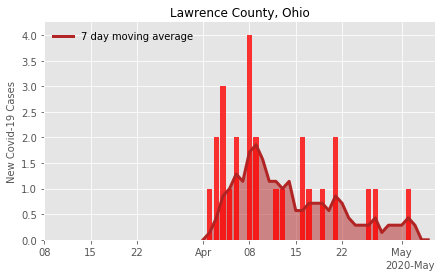 Lawrence County, Ohio
7 day moving average
New Covid-19 Cases
4.0
3.5
3.0
2.5
2.0
1.5
1.0
0.5
0.0
08 15 22 Apr 08 15 22 May
2020-May